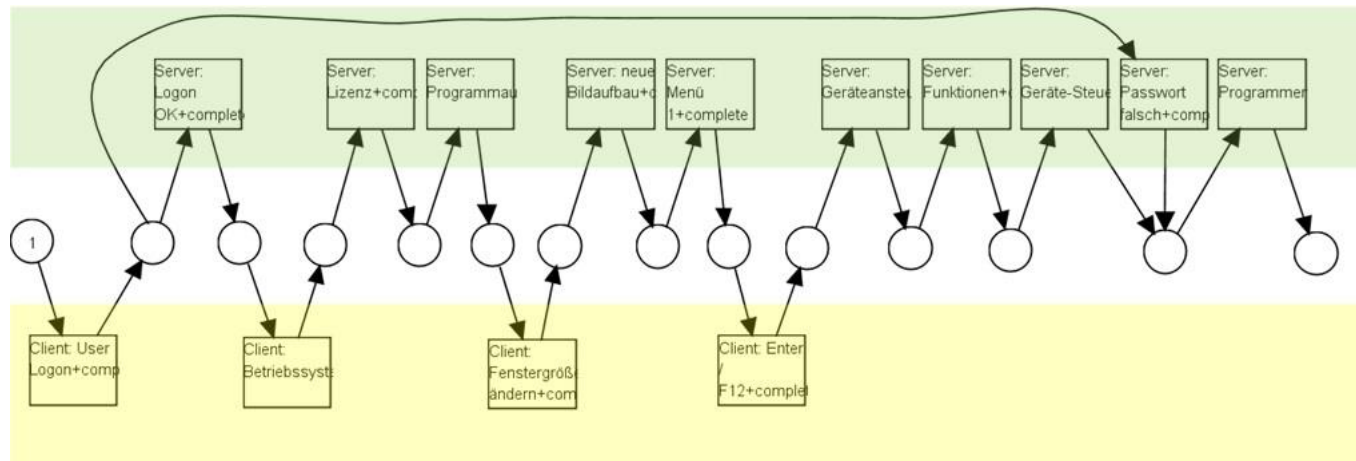 Server:
Logon
OK+complete
Server:
Lizenz+com
Server:
Programmau
Server: neue
Bildaufbau+c
Server:
Menü
1+complete
Server:
Geräteansteu
Server:
Funktionen+
Server:
Geräte-Steue
Server:
Passwort
falsch+comp
Server:
Programmer
1
Client: User
Logon+comp
Client:
Betriebssyst
Client:
Fenstergröße
ändern+com
Client: Enter
/
F12+complet